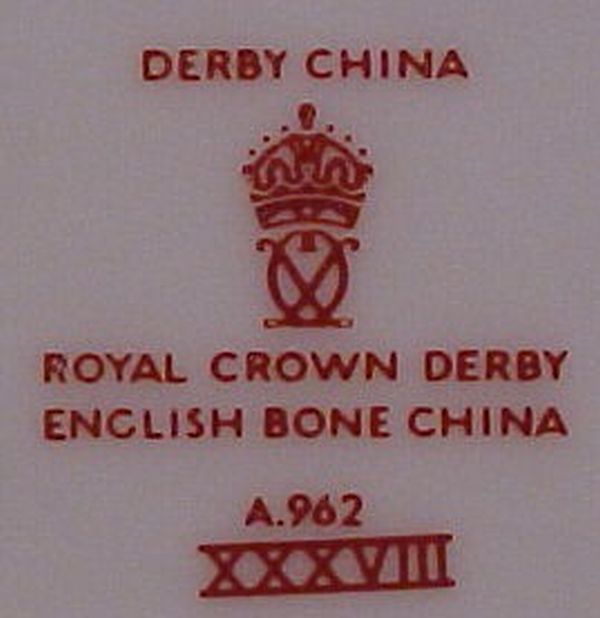 DERBY CHINA
ROYAL CROWN DERBY
ENGLISH BONE CHINA
A.962
XXXVIII